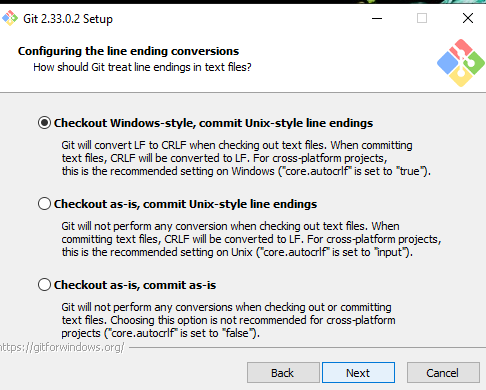 Git 2.33.0.2 Setup
Configuring the line ending conversions
How should Git treat line endings in text files?
Checkout Windows-style, commit Unix-style line endings
Git will convert LF to CRLF when checking out text files. When committing
text files, CRLF will be converted to LF. For cross-platform projects,
this is the recommended setting on Windows ("core.autocrlf" is set to "true").
Checkout as-is, commit Unix-style line endings
Git will not perform any conversion when checking out text files. When
committing text files, CRLF will be converted to LF. For cross-platform projects,
this is the recommended setting on Unix ("core.autocrlf" is set to "input").
Checkout as-is, commit as-is
Git will not perform any conversions when checking out or committing
text files. Choosing this option is not recommended for cross-platform
projects ("core.autocrlf" is set to "false").
https://gitforwindows.org/
Back Next Cancel